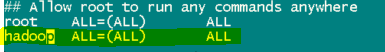 ## Allow root to run any commands anywhere
root    ALL=(ALL)       ALL
hadoop  ALL=(ALL)       ALL